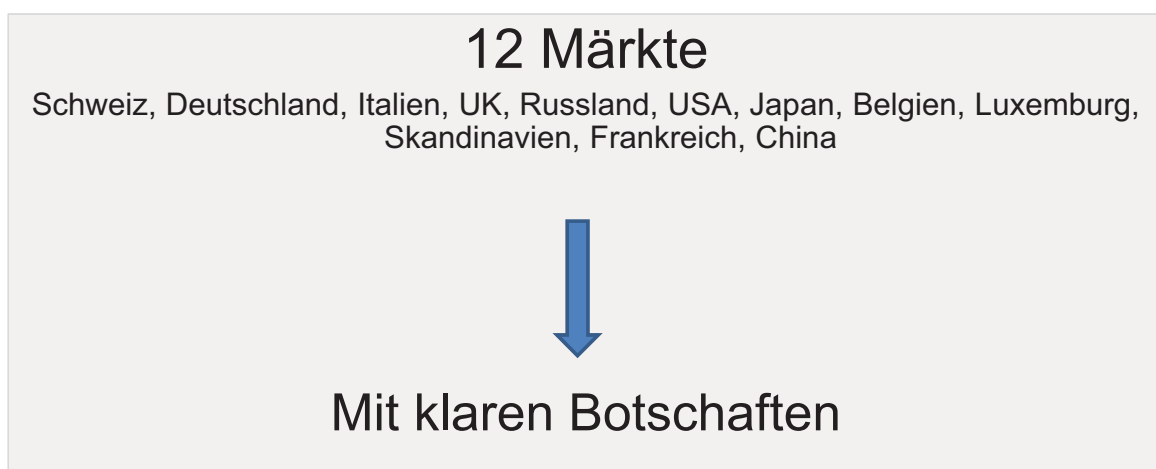 12 Märkte
Schweiz, Deutschland, Italien, UK, Russland, USA, Japan, Belgien, Luxemburg,
Skandinavien, Frankreich, China
Mit klaren Botschaften